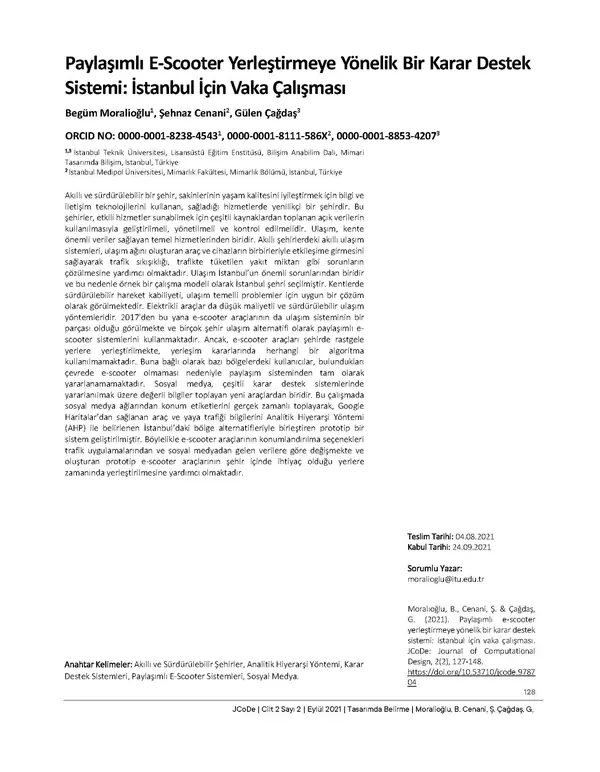 Paylaşımlı E-Scooter Yerleştirmeye Yönelik Bir Karar Destek
Sistemi: İstanbul İçin Vaka Çalışması
Begüm Moralıoğlu¹, Şehnaz Cenani², Gülen Çağdaş³
ORCID NO: 0000-0001-8238-4543¹, 0000-0001-8111-586X², 0000-0001-8853-4207³
¹,³ İstanbul Teknik Üniversitesi, Lisansüstü Eğitim Enstitüsü, Bilişim Anabilim Dalı, Mimari
Tasarımda Bilişim, İstanbul, Türkiye
² İstanbul Medipol Üniversitesi, Mimarlık Fakültesi, Mimarlık Bölümü, İstanbul, Türkiye
Akıllı ve sürdürülebilir bir şehir, sakinlerinin yaşam kalitesini iyileştirmek için bilgi ve
iletişim teknolojilerini kullanan, sağladığı hizmetlerde yenilikçi bir şehirdir. Bu
şehirler, etkili hizmetler sunabilmek için çeşitli kaynaklardan toplanan açık verilerin
kullanılmasıyla geliştirilmeli, yönetilmeli ve kontrol edilmelidir. Ulaşım, kente
önemli veriler sağlayan temel hizmetlerinden biridir. Akıllı şehirlerdeki akıllı ulaşım
sistemleri, ulaşım ağını oluşturan araç ve cihazların birbirleriyle etkileşime girmesini
sağlayarak trafik sıkışıklığı, trafikte tüketilen yakıt miktarı gibi sorunların
çözülmesine yardımcı olmaktadır. Ulaşım İstanbul'un önemli sorunlarından biridir
ve bu nedenle örnek bir çalışma modeli olarak İstanbul şehri seçilmiştir. Kentlerde
sürdürülebilir hareket kabiliyeti, ulaşım temelli problemler için uygun bir çözüm
olarak görülmektedir. Elektrikli araçlar da düşük maliyetli ve sürdürülebilir ulaşım
yöntemleridir. 2017'den bu yana e-scooter araçlarının da ulaşım sisteminin bir
parçası olduğu görülmekte ve birçok şehir ulaşım alternatifi olarak paylaşımlı e-
scooter sistemlerini kullanmaktadır. Ancak, e-scooter araçları şehirde rastgele
yerlere yerleştirilmekte, yerleşim kararlarında herhangi bir algoritma
kullanılmamaktadır. Buna bağlı olarak bazı bölgelerdeki kullanıcılar, bulundukları
çevrede e-scooter olmaması nedeniyle paylaşım sisteminden tam olarak
yararlanamamaktadır. Sosyal medya, çeşitli karar destek sistemlerinde
yararlanılmak üzere değerli bilgiler toplayan yeni araçlardan biridir. Bu çalışmada
sosyal medya ağlarından konum etiketlerini gerçek zamanlı toplayarak, Google
Haritalar'dan sağlanan araç ve yaya trafiği bilgilerini Analitik Hiyerarşi Yöntemi
(AHP) ile belirlenen İstanbul'daki bölge alternatifleriyle birleştiren prototip bir
sistem geliştirilmiştir. Böylelikle e-scooter araçlarının konumlandırılma seçenekleri
trafik uygulamalarından ve sosyal medyadan gelen verilere göre değişmekte ve
oluşturan prototip e-scooter araçlarının şehir içinde ihtiyaç olduğu yerlere
zamanında yerleştirilmesine yardımcı olmaktadır.
Teslim Tarihi: 04.08.2021
Kabul Tarihi: 24.09.2021
Sorumlu Yazar:
moralioglu@itu.edu.tr
Moralıoğlu, B., Cenani, Ş. & Çağdaş,
G. (2021). Paylaşımlı e-scooter
yerleştirmeye yönelik bir karar destek
sistemi: istanbul için vaka çalışması.
JCoDe: Journal of Computational
Design, 2(2), 127-148.
https://doi.org/10.53710/jcode.9787
04
Anahtar Kelimeler: Akıllı ve Sürdürülebilir Şehirler, Analitik Hiyerarşi Yöntemi, Karar
Destek Sistemleri, Paylaşımlı E-Scooter Sistemleri, Sosyal Medya.
128
JCoDe | Cilt 2 Sayı 2 | Eylül 2021 | Tasarımda Belirme | Moralıoğlu, B. Cenani, Ş. Çağdaş, G.